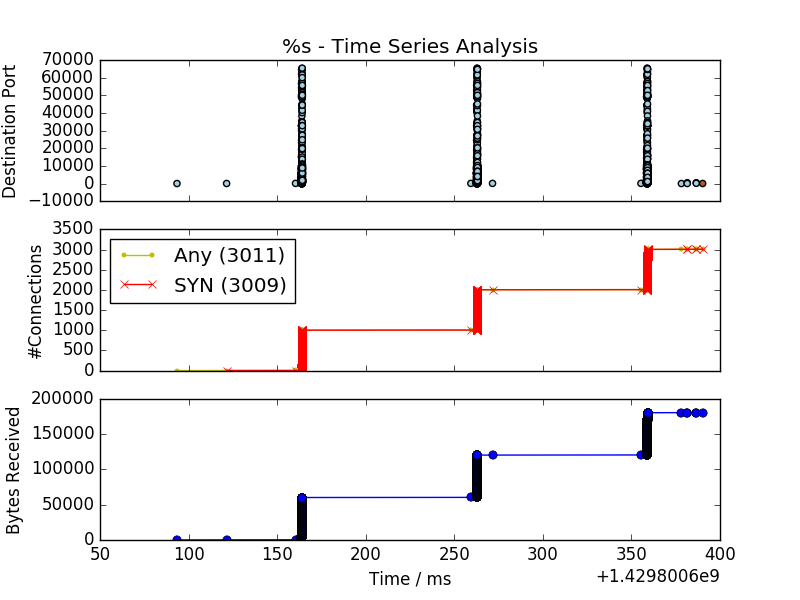 %s - Time Series Analysis
Destination Port
70000
60000
50000
40000
30000
20000
10000
0
−10000
#Connections
3500
3000
2500
2000
1500
1000
500
0
Any (3011)
SYN (3009)
Bytes Received
200000
150000
100000
50000
0
50 100 150 200 250 300 350 400
Time / ms
+1.4298006e9